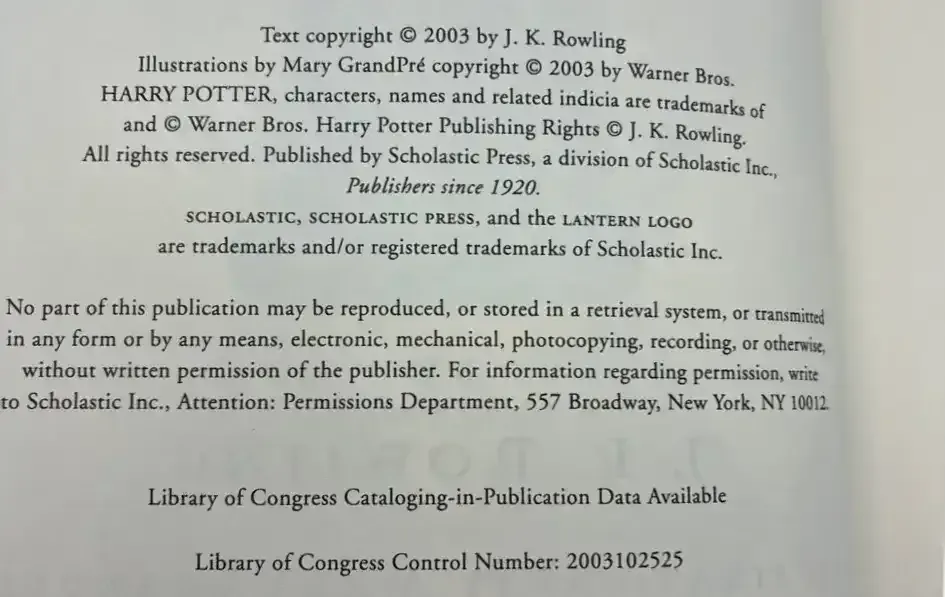 Text copyright © 2003 by J. K. Rowling
Illustrations by Mary GrandPré copyright © 2003 by Warner Bros.
HARRY POTTER, characters, names and related indicia are trademarks of
and © Warner Bros. Harry Potter Publishing Rights © J. K. Rowling.
All rights reserved. Published by Scholastic Press, a division of Scholastic Inc.,
Publishers since 1920.
SCHOLASTIC, SCHOLASTIC PRESS, and the LANTERN LOGO
are trademarks and/or registered trademarks of Scholastic Inc.
No part of this publication may be reproduced, or stored in a retrieval system, or transmitted
in any form or by any means, electronic, mechanical, photocopying, recording, or otherwise,
without written permission of the publisher. For information regarding permission, write
to Scholastic Inc., Attention: Permissions Department, 557 Broadway, New York, NY 10012.
Library of Congress Cataloging-in-Publication Data Available
Library of Congress Control Number: 2003102525